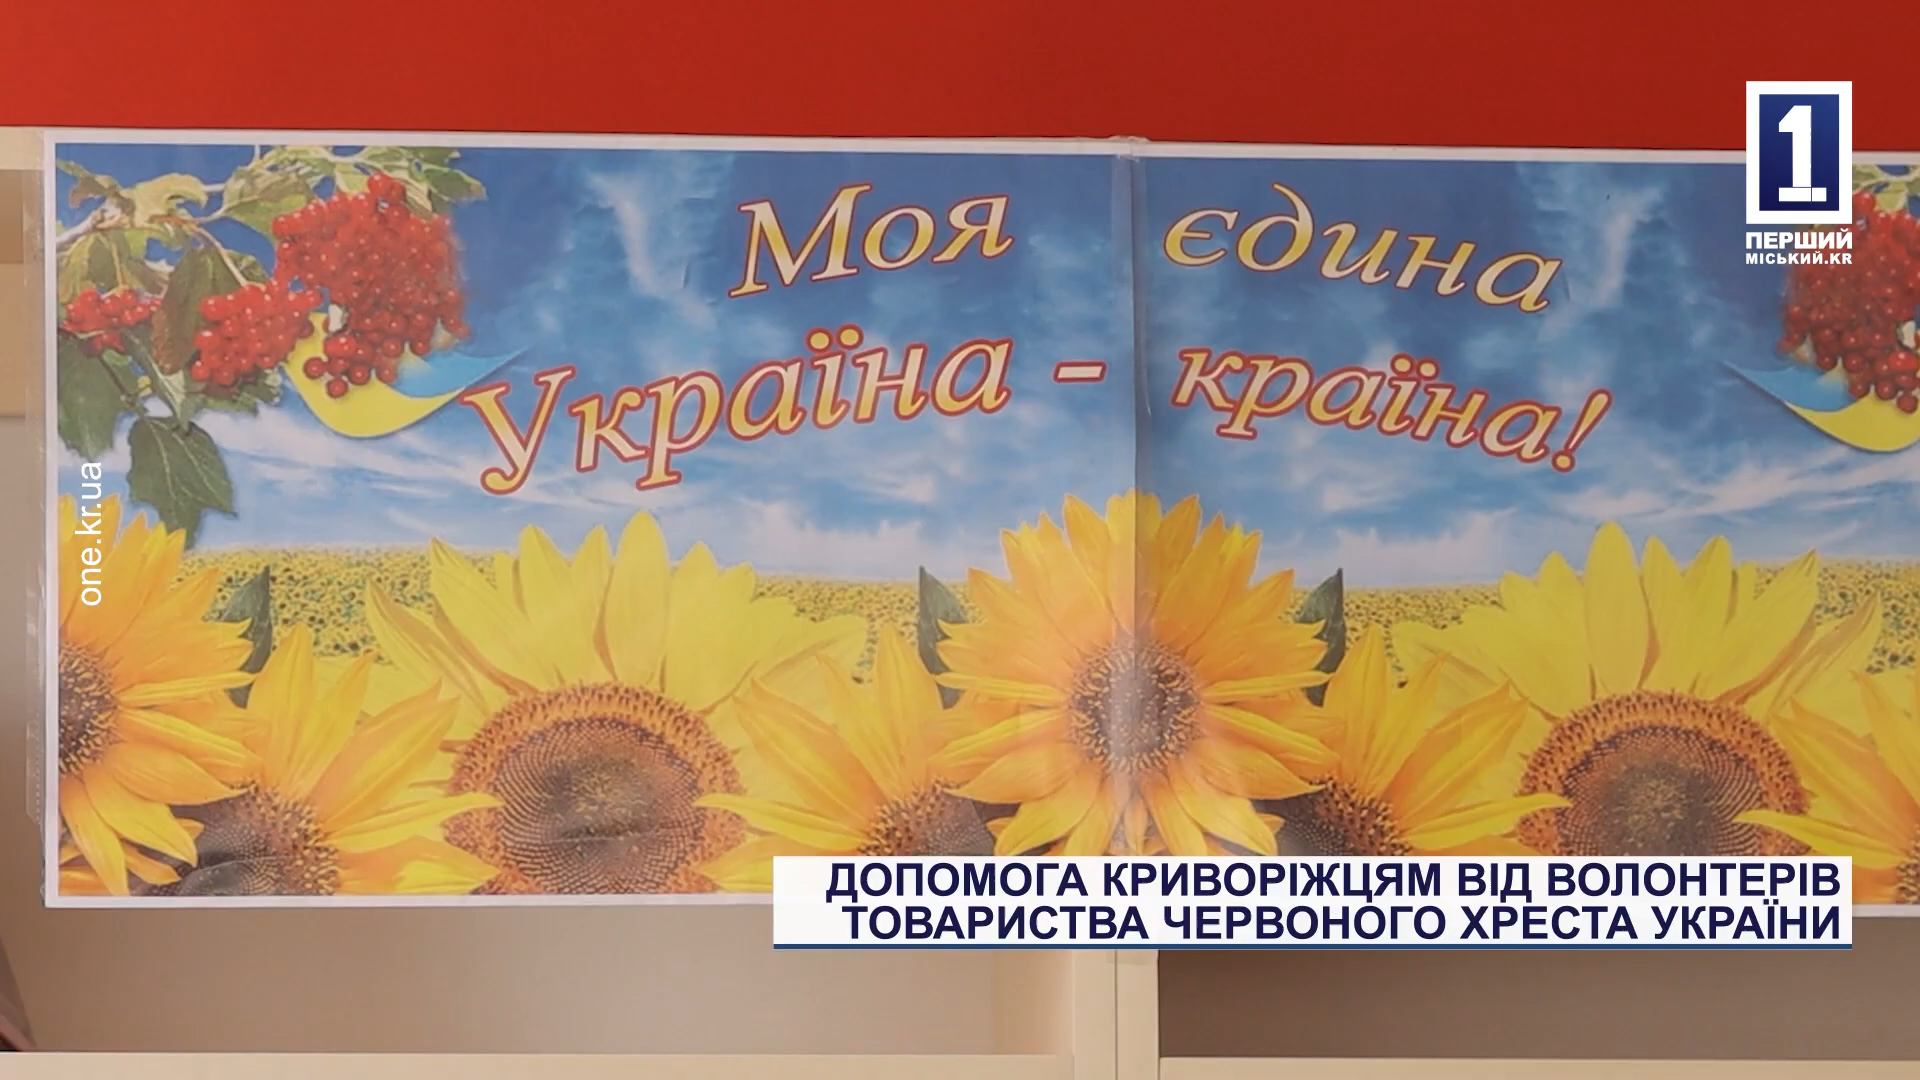 1
ПЕРШИЙ
МІСЬКИЙ.KR
Моя єдина
Україна - країна!
one.kr.ua
ДОПОМОГА КРИВОРІЖЦЯМ ВІД ВОЛОНТЕРІВ
ТОВАРИСТВА ЧЕРВОНОГО ХРЕСТА УКРАЇНИ